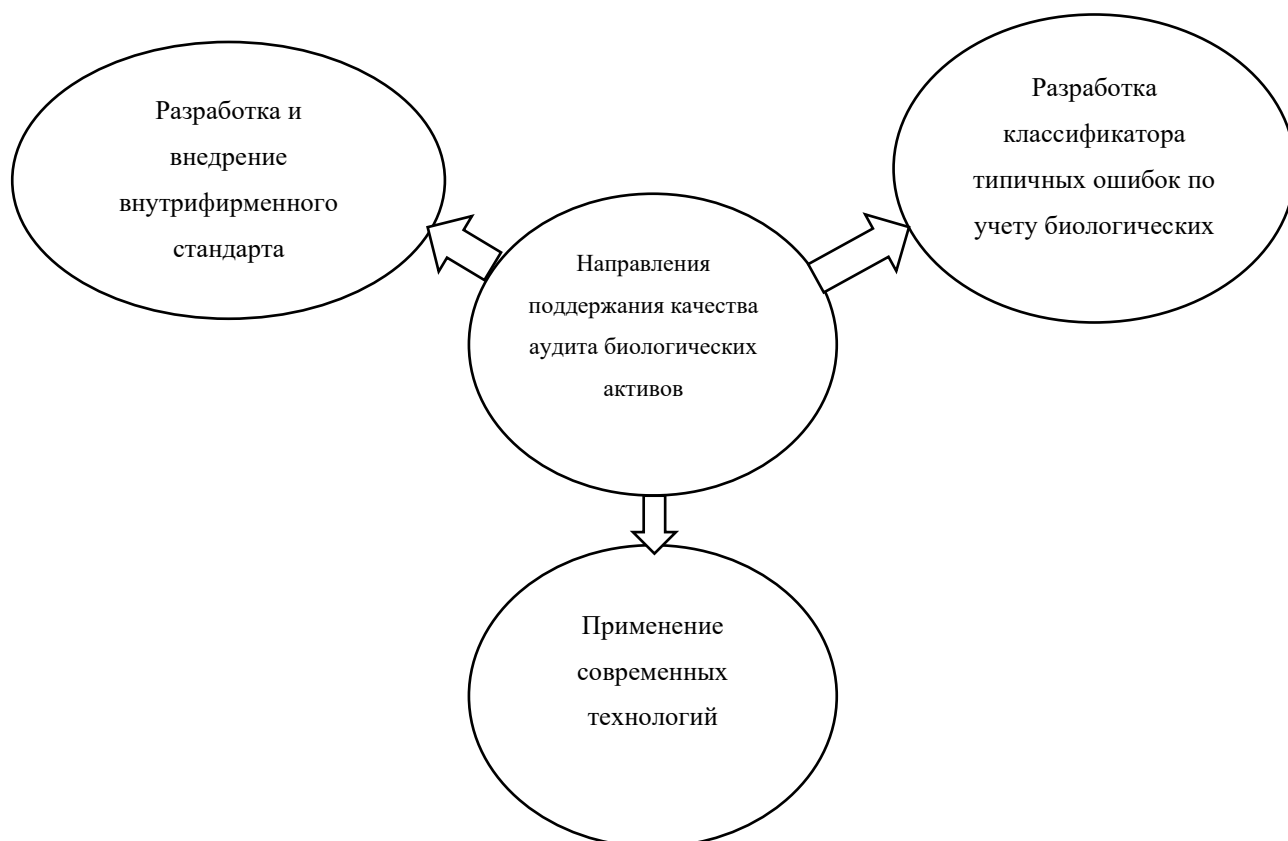 Разработка и
внедрение
внутрифирменного
стандарта
Разработка
классификатора
типичных ошибок по
учету биологических
Направления
поддержания качества
аудита биологических
активов
Применение
современных
технологий